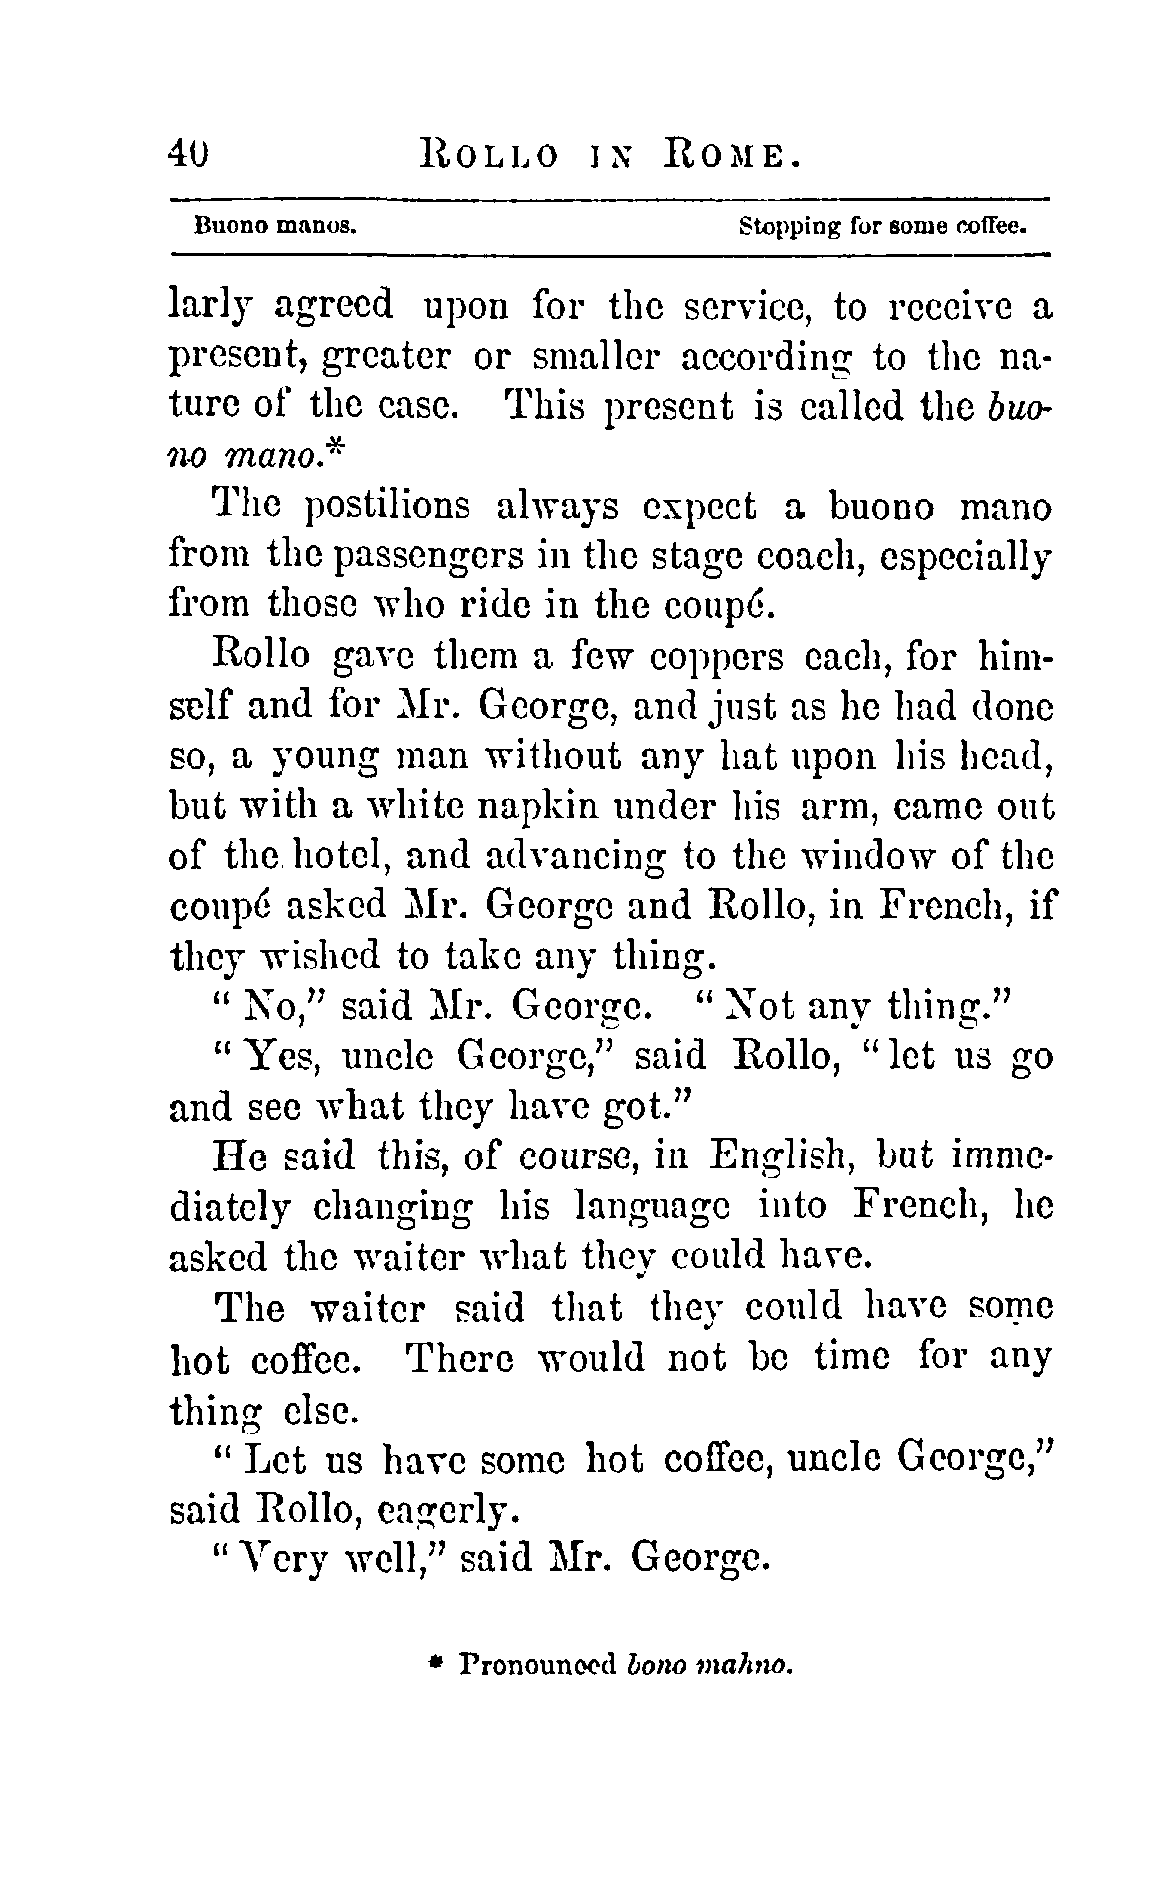 40 ROLLO IN ROME.
Buono manos. Stopping for some coffee.
larly agreed upon for the service, to receive a
present, greater or smaller according to the na-
ture of the case. This present is called the buo-
no mano.*
The postilions always expect a buono mano
from the passengers in the stage coach, especially
from those who ride in the coupé.
Rollo gave them a few coppers each, for him-
self and for Mr. George, and just as he had done
so, a young man without any hat upon his head,
but with a white napkin under his arm, came out
of the hotel, and advancing to the window of the
coupé asked Mr. George and Rollo, in French, if
they wished to take any thing.
“ No,” said Mr. George. “ Not any thing.”
“ Yes, uncle George,” said Rollo, “ let us go
and see what they have got.”
He said this, of course, in English, but imme-
diately changing his language into French, he
asked the waiter what they could have.
The waiter said that they could have some
hot coffee. There would not be time for any
thing else.
“ Let us have some hot coffee, uncle George,”
said Rollo, eagerly.
“ Very well,” said Mr. George.
* Pronounced bono mahno.